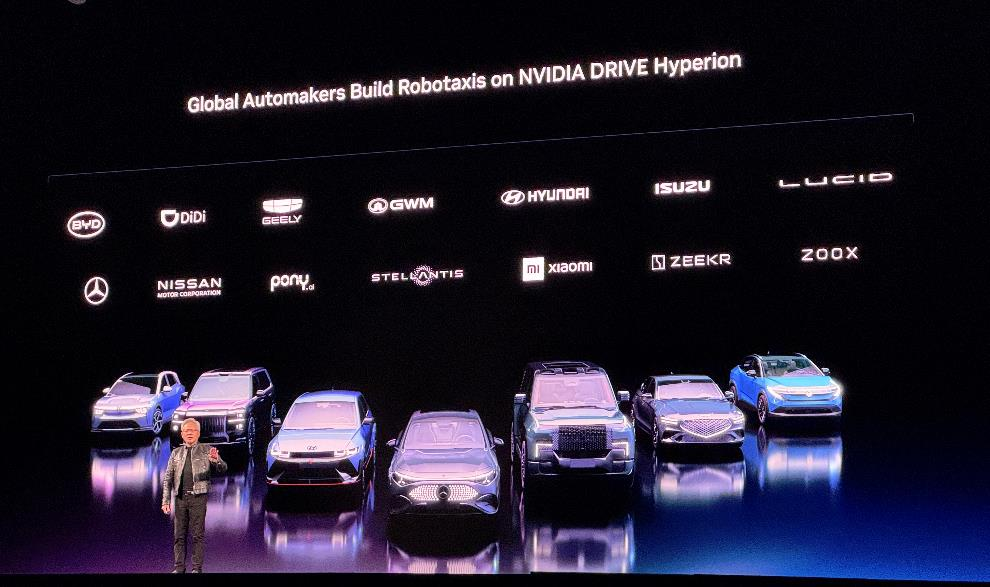 Global Automakers Build Robotaxis on NVIDIA DRIVE Hyperion
BYD DiDi GEELY GWM HYUNDAI ISUZU LUCID
NISSAN MOTOR CORPORATION pony.ai STELLANTIS mi xiaomi ZEEKR ZOOX